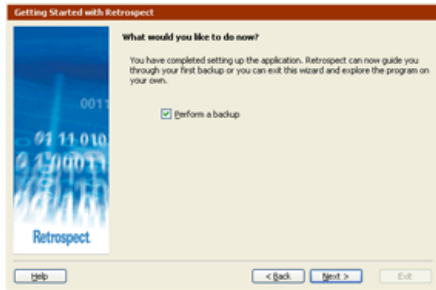 Getting Started with Retrospect
What would you like to do now?
You have completed setting up the application. Retrospect can now guide you
through your first backup or you can exit this wizard and explore the program on
your own.
Perform a backup
0011
01 11 010
Retrospect
Help
< Back
Next >
Exit